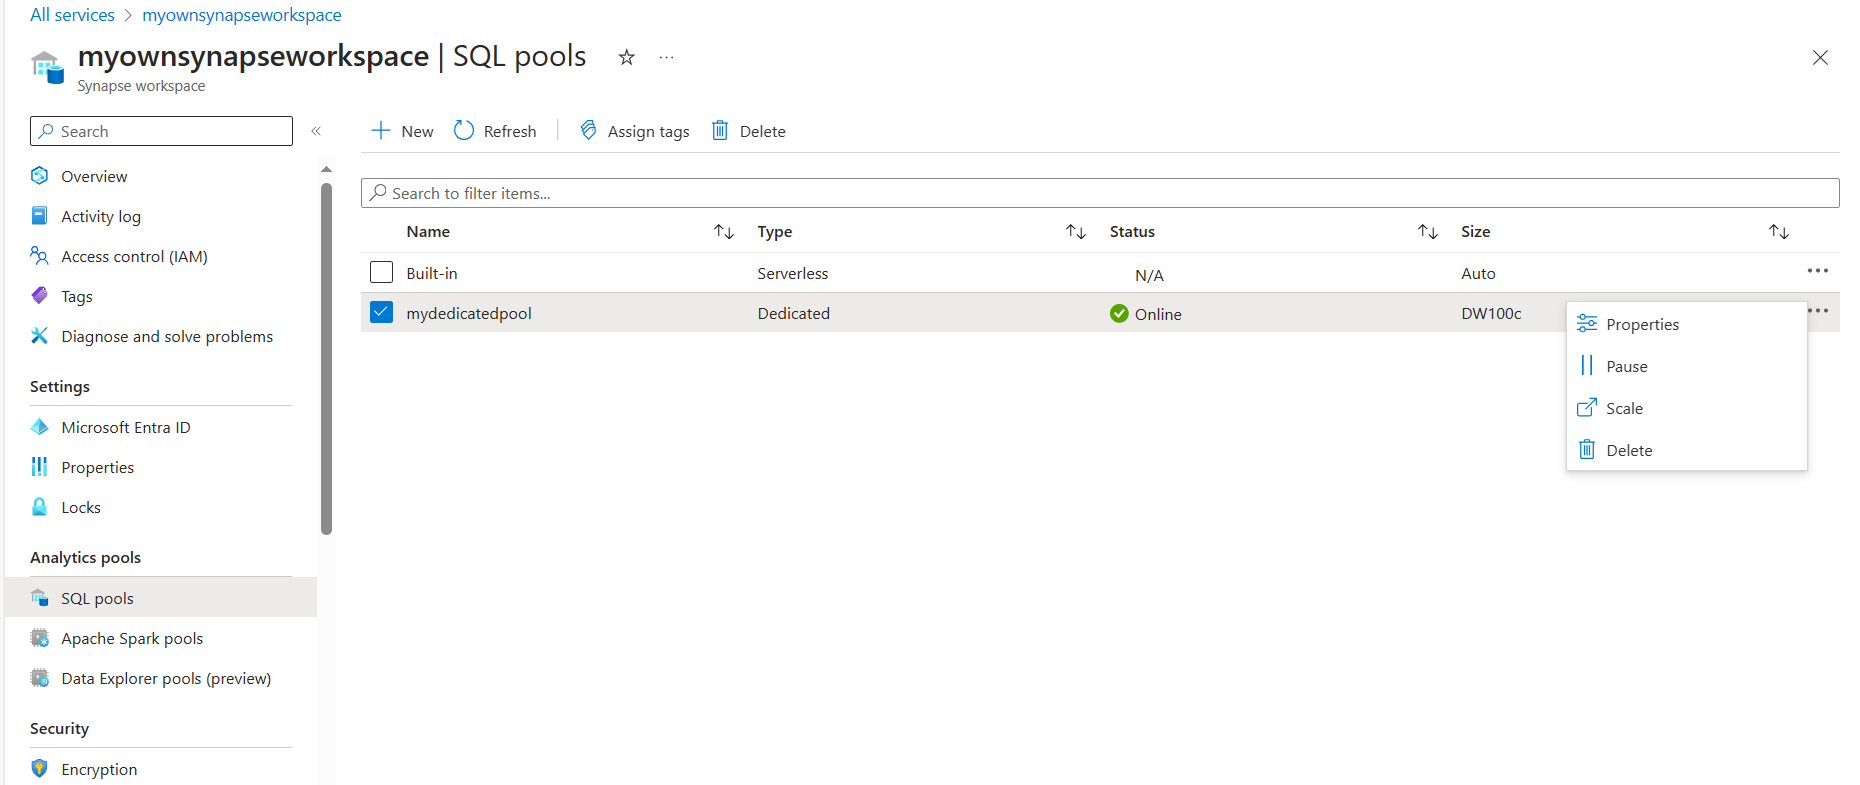 All services > myownsynapseworkspace
myownsynapseworkspace | SQL pools
Synapse workspace
Search
New
Refresh
Assign tags
Delete
Overview
Activity log
Access control (IAM)
Tags
Diagnose and solve problems
Settings
Microsoft Entra ID
Properties
Locks
Analytics pools
SQL pools
Apache Spark pools
Data Explorer pools (preview)
Security
Encryption
Search to filter items...
Name Type Status Size
Built-in Serverless N/A Auto
mydedicatedpool Dedicated Online DW100c
Properties
Pause
Scale
Delete